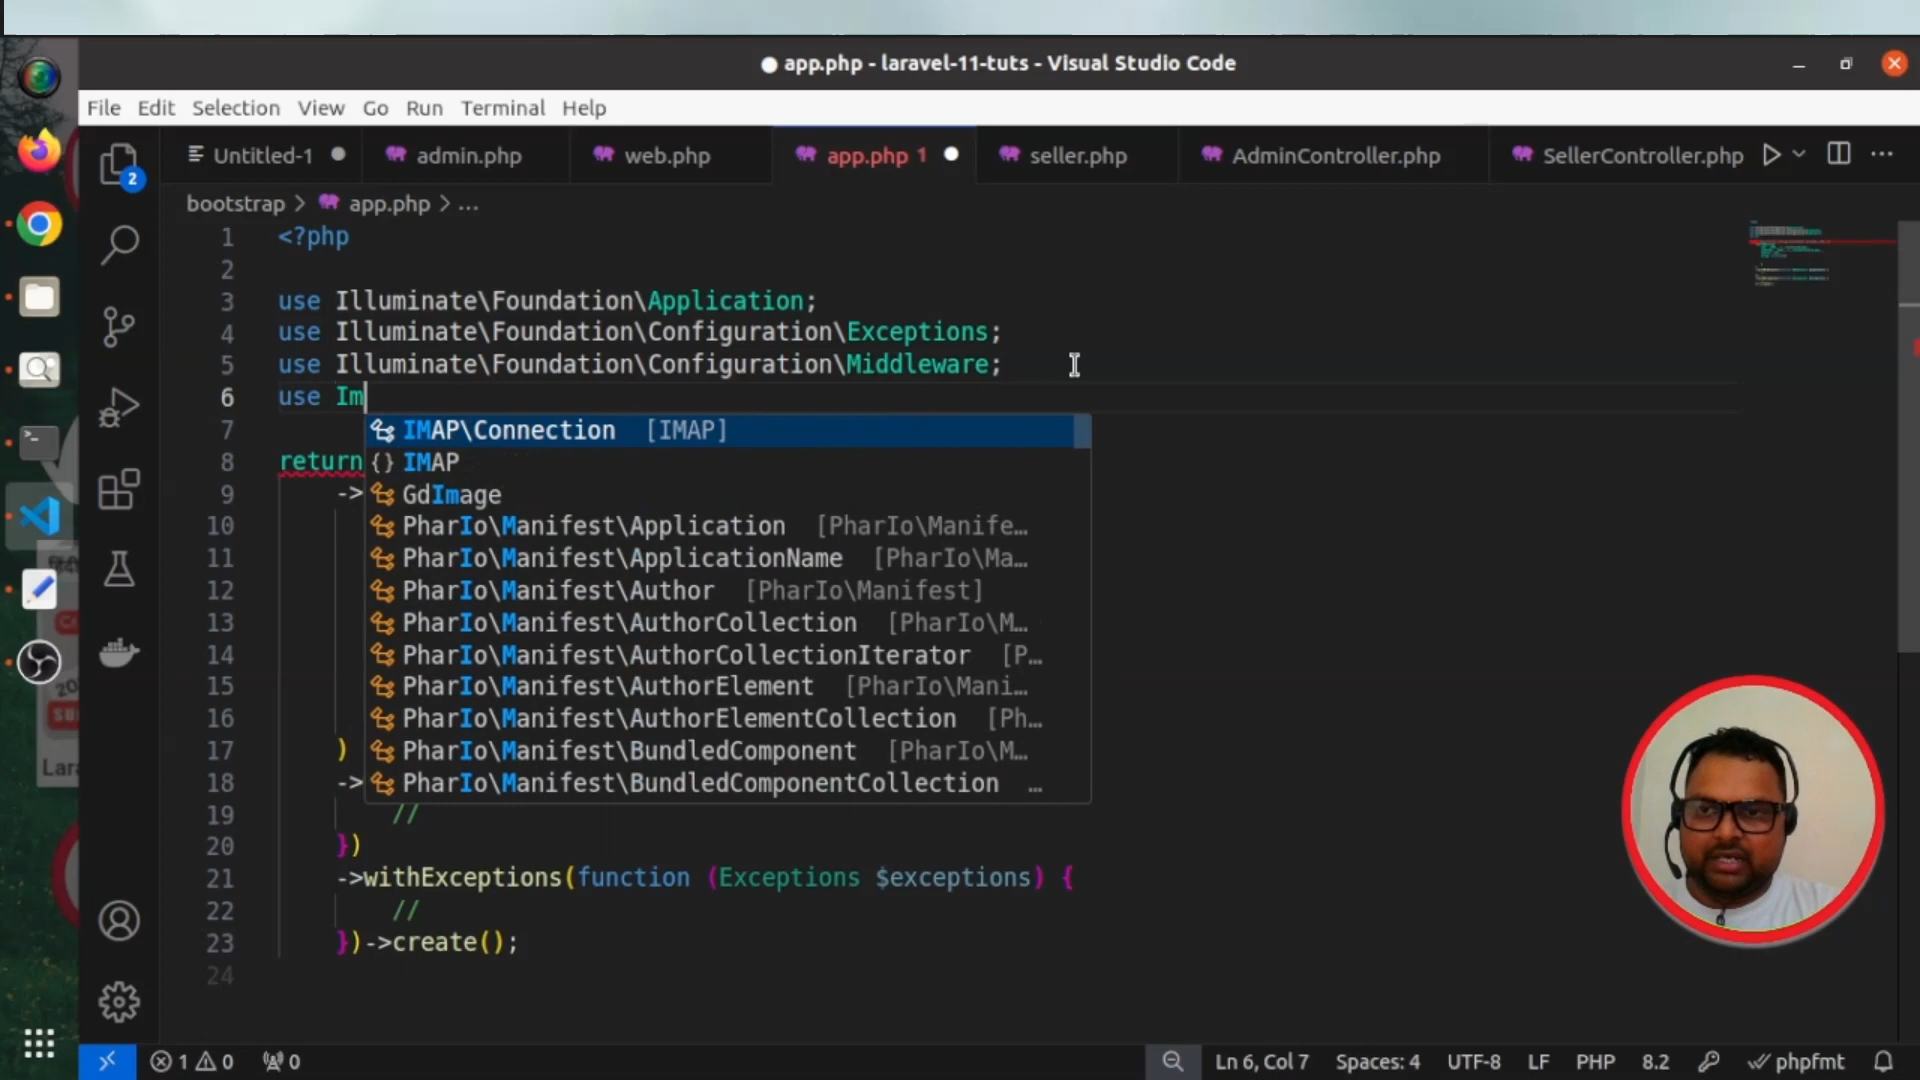 app.php - laravel-11-tuts - Visual Studio Code
File Edit Selection View Go Run Terminal Help
Untitled-1 admin.php web.php app.php 1 seller.php AdminController.php SellerController.php
2
bootstrap > app.php > ...
1 <?php
2
3 use Illuminate\Foundation\Application;
4 use Illuminate\Foundation\Configuration\Exceptions;
5 use Illuminate\Foundation\Configuration\Middleware;
6 use Im
7 IMAP\Connection [IMAP]
8 return {} IMAP
9 -> GdImage
10 PharIo\Manifest\Application [PharIo\Manife…
11 PharIo\Manifest\ApplicationName [PharIo\Ma…
12 PharIo\Manifest\Author [PharIo\Manifest]
13 PharIo\Manifest\AuthorCollection [PharIo\M…
14 PharIo\Manifest\AuthorCollectionIterator [P…
15 PharIo\Manifest\AuthorElement [PharIo\Mani…
16 PharIo\Manifest\AuthorElementCollection [Ph…
17 ) PharIo\Manifest\BundledComponent [PharIo\M…
18 -> PharIo\Manifest\BundledComponentCollection …
19 //
20 })
21 ->withExceptions(function (Exceptions $exceptions) {
22 //
23 })->create();
24
Lara
1 0 0 Ln 6, Col 7 Spaces: 4 UTF-8 LF PHP 8.2 phpfmt